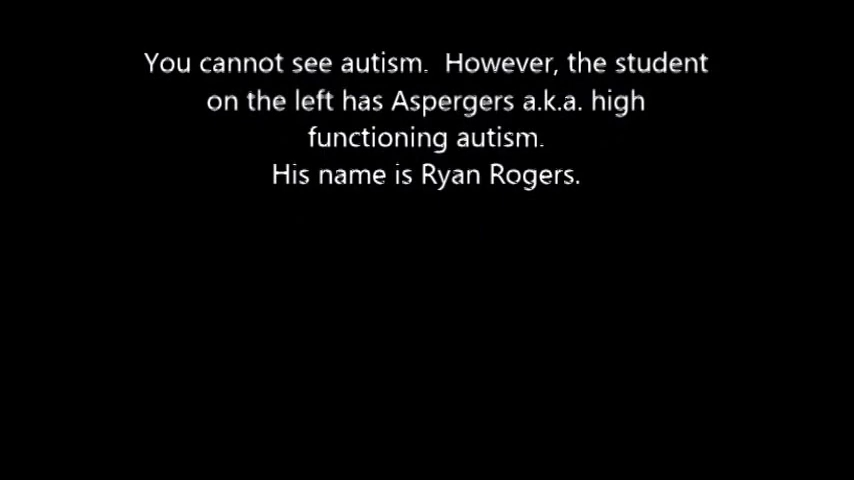 You cannot see autism.  However, the student
on the left has Aspergers a.k.a. high
functioning autism.
His name is Ryan Rogers.